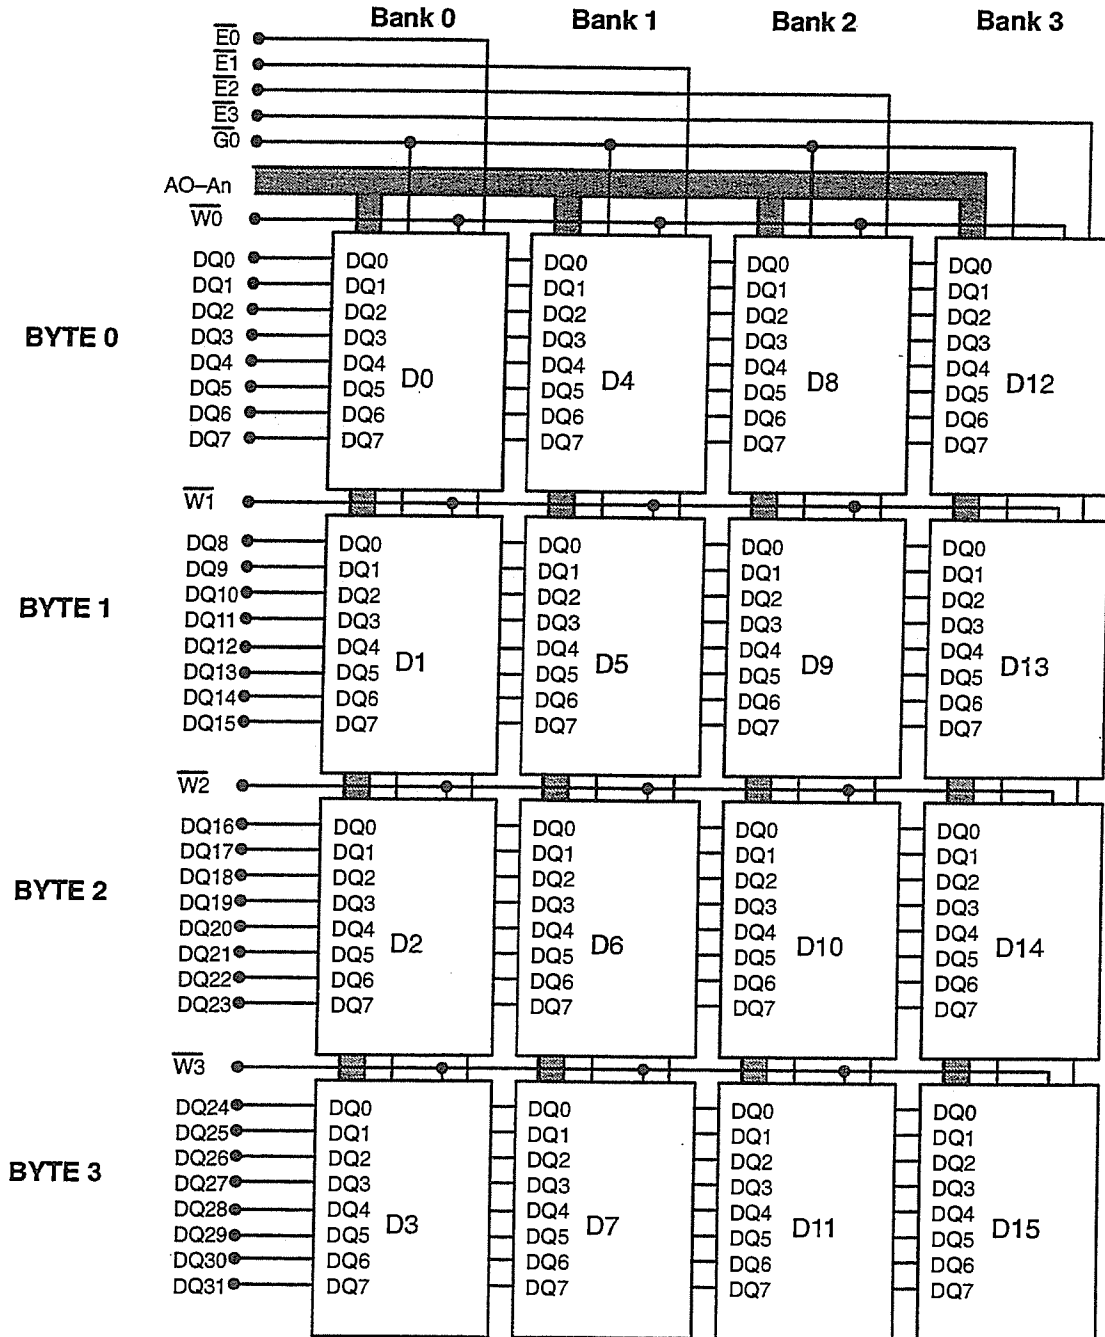 Bank 0 Bank 1 Bank 2 Bank 3
E0
E1
E2
E3
G0
AO–An
W0
DQ0 DQ0 DQ0 DQ0 DQ0
DQ1 DQ1 DQ1 DQ1 DQ1
DQ2 DQ2 DQ2 DQ2 DQ2
BYTE 0 DQ3 DQ3 DQ3 DQ3 DQ3
DQ4 DQ4 DQ4 DQ4 DQ4
D0 D4 D8 D12
DQ5 DQ5 DQ5 DQ5 DQ5
DQ6 DQ6 DQ6 DQ6 DQ6
DQ7 DQ7 DQ7 DQ7 DQ7
W1
DQ8 DQ0 DQ0 DQ0 DQ0
DQ9 DQ1 DQ1 DQ1 DQ1
DQ10 DQ2 DQ2 DQ2 DQ2
BYTE 1 DQ11 DQ3 DQ3 DQ3 DQ3
DQ12 DQ4 DQ4 DQ4 DQ4
D1 D5 D9 D13
DQ13 DQ5 DQ5 DQ5 DQ5
DQ14 DQ6 DQ6 DQ6 DQ6
DQ15 DQ7 DQ7 DQ7 DQ7
W2
DQ16 DQ0 DQ0 DQ0 DQ0
DQ17 DQ1 DQ1 DQ1 DQ1
DQ18 DQ2 DQ2 DQ2 DQ2
BYTE 2 DQ19 DQ3 DQ3 DQ3 DQ3
DQ20 DQ4 DQ4 DQ4 DQ4
D2 D6 D10 D14
DQ21 DQ5 DQ5 DQ5 DQ5
DQ22 DQ6 DQ6 DQ6 DQ6
DQ23 DQ7 DQ7 DQ7 DQ7
W3
DQ24 DQ0 DQ0 DQ0 DQ0
DQ25 DQ1 DQ1 DQ1 DQ1
DQ26 DQ2 DQ2 DQ2 DQ2
BYTE 3 DQ27 DQ3 DQ3 DQ3 DQ3
DQ28 DQ4 DQ4 DQ4 DQ4
D3 D7 D11 D15
DQ29 DQ5 DQ5 DQ5 DQ5
DQ30 DQ6 DQ6 DQ6 DQ6
DQ31 DQ7 DQ7 DQ7 DQ7